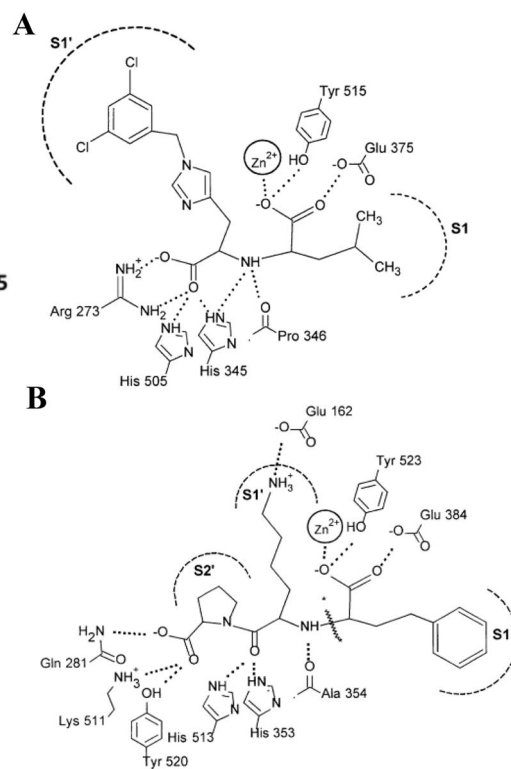 A
S1'
Cl
Cl
Tyr 515
Zn2+
HO
Glu 375
-O
O
N
N
-O
O
S1
CH3
CH3
NH2+
-O
O
NH
5
Arg 273
NH2
HN
O
Pro 346
NH
N
N
His 505
His 345
B
Glu 162
-O
O
NH3+
S1'
Tyr 523
Zn2+
HO
Glu 384
-O
O
S2'
-O
O
*
H2N
-O
N
NH
S1
Gln 281
O
O
O
O
NH3+
Ala 354
Lys 511
OH
HN
HN
N
N
His 513
His 353
Tyr 520